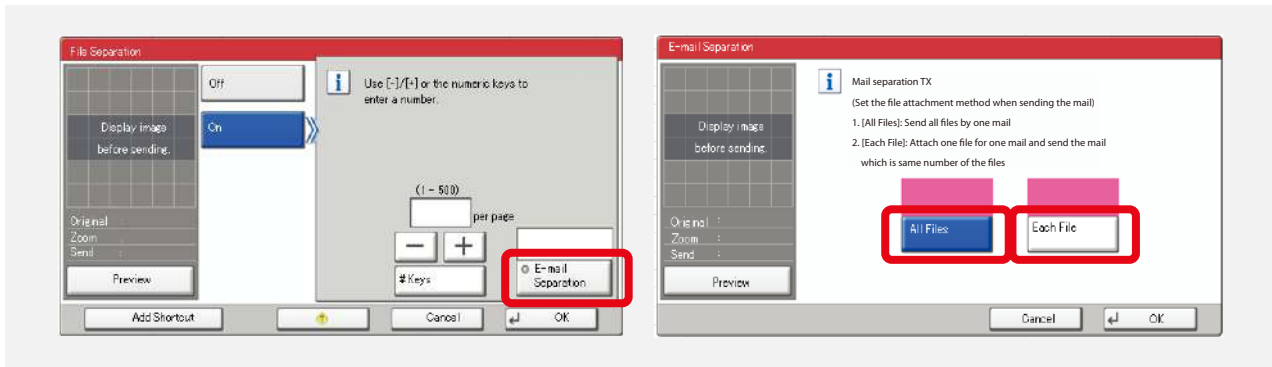 File Separation
Off
On
Display image
before sending.
Original :
Zoom :
Send :
Preview
i
Use [-]/[+] or the numeric keys to
enter a number.
(1 - 500)
per page
− +
#Keys
E-mail
Separation
Add Shortcut
Cancel
OK
E-mail Separation
Display image
before sending.
Original :
Zoom :
Send :
Preview
i
Mail separation TX
(Set the file attachment method when sending the mail)
1. [All Files]: Send all files by one mail
2. [Each File]: Attach one file for one mail and send the mail
which is same number of the files
All Files
Each File
Cancel
OK